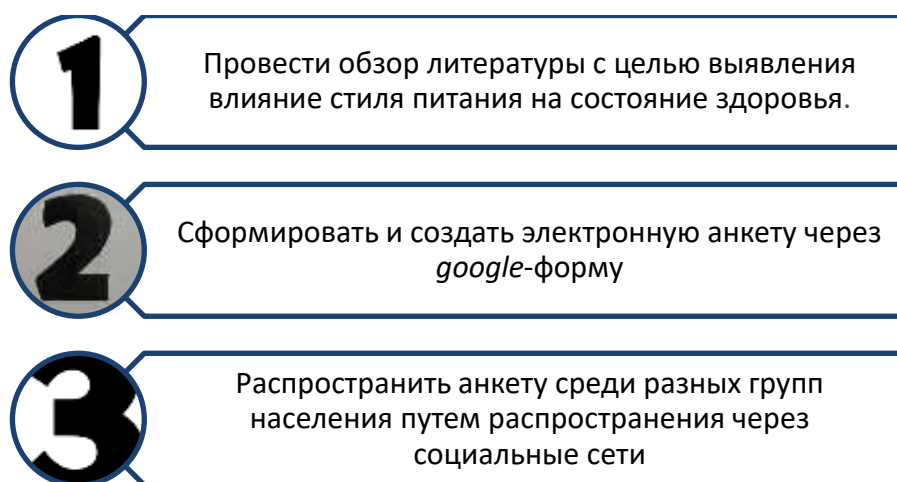 1
Провести обзор литературы с целью выявления
влияние стиля питания на состояние здоровья.
2
Сформировать и создать электронную анкету через
google-форму
3
Распространить анкету среди разных групп
населения путем распространения через
социальные сети